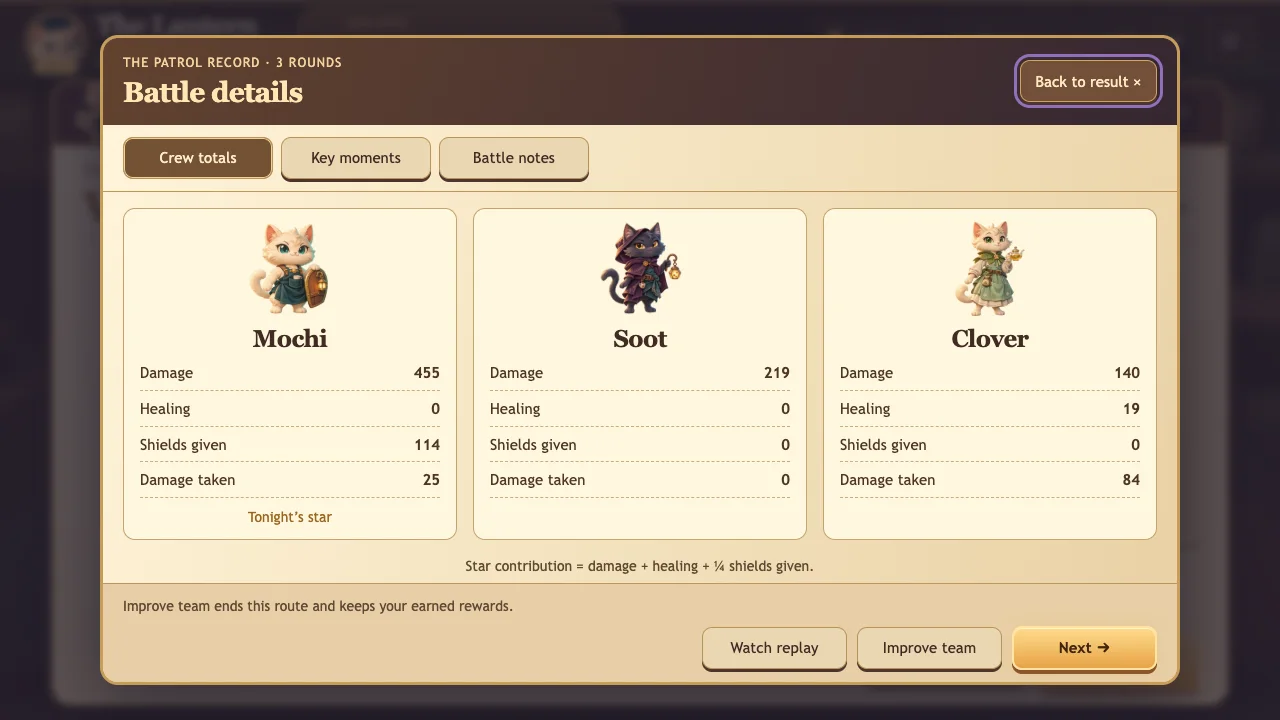 THE PATROL RECORD · 3 ROUNDS
Battle details
Back to result ×
Crew totals
Key moments
Battle notes
Mochi
Damage 455
Healing 0
Shields given 114
Damage taken 25
Tonight's star
Soot
Damage 219
Healing 0
Shields given 0
Damage taken 0
Clover
Damage 140
Healing 19
Shields given 0
Damage taken 84
Star contribution = damage + healing + ¼ shields given.
Improve team ends this route and keeps your earned rewards.
Watch replay
Improve team
Next →